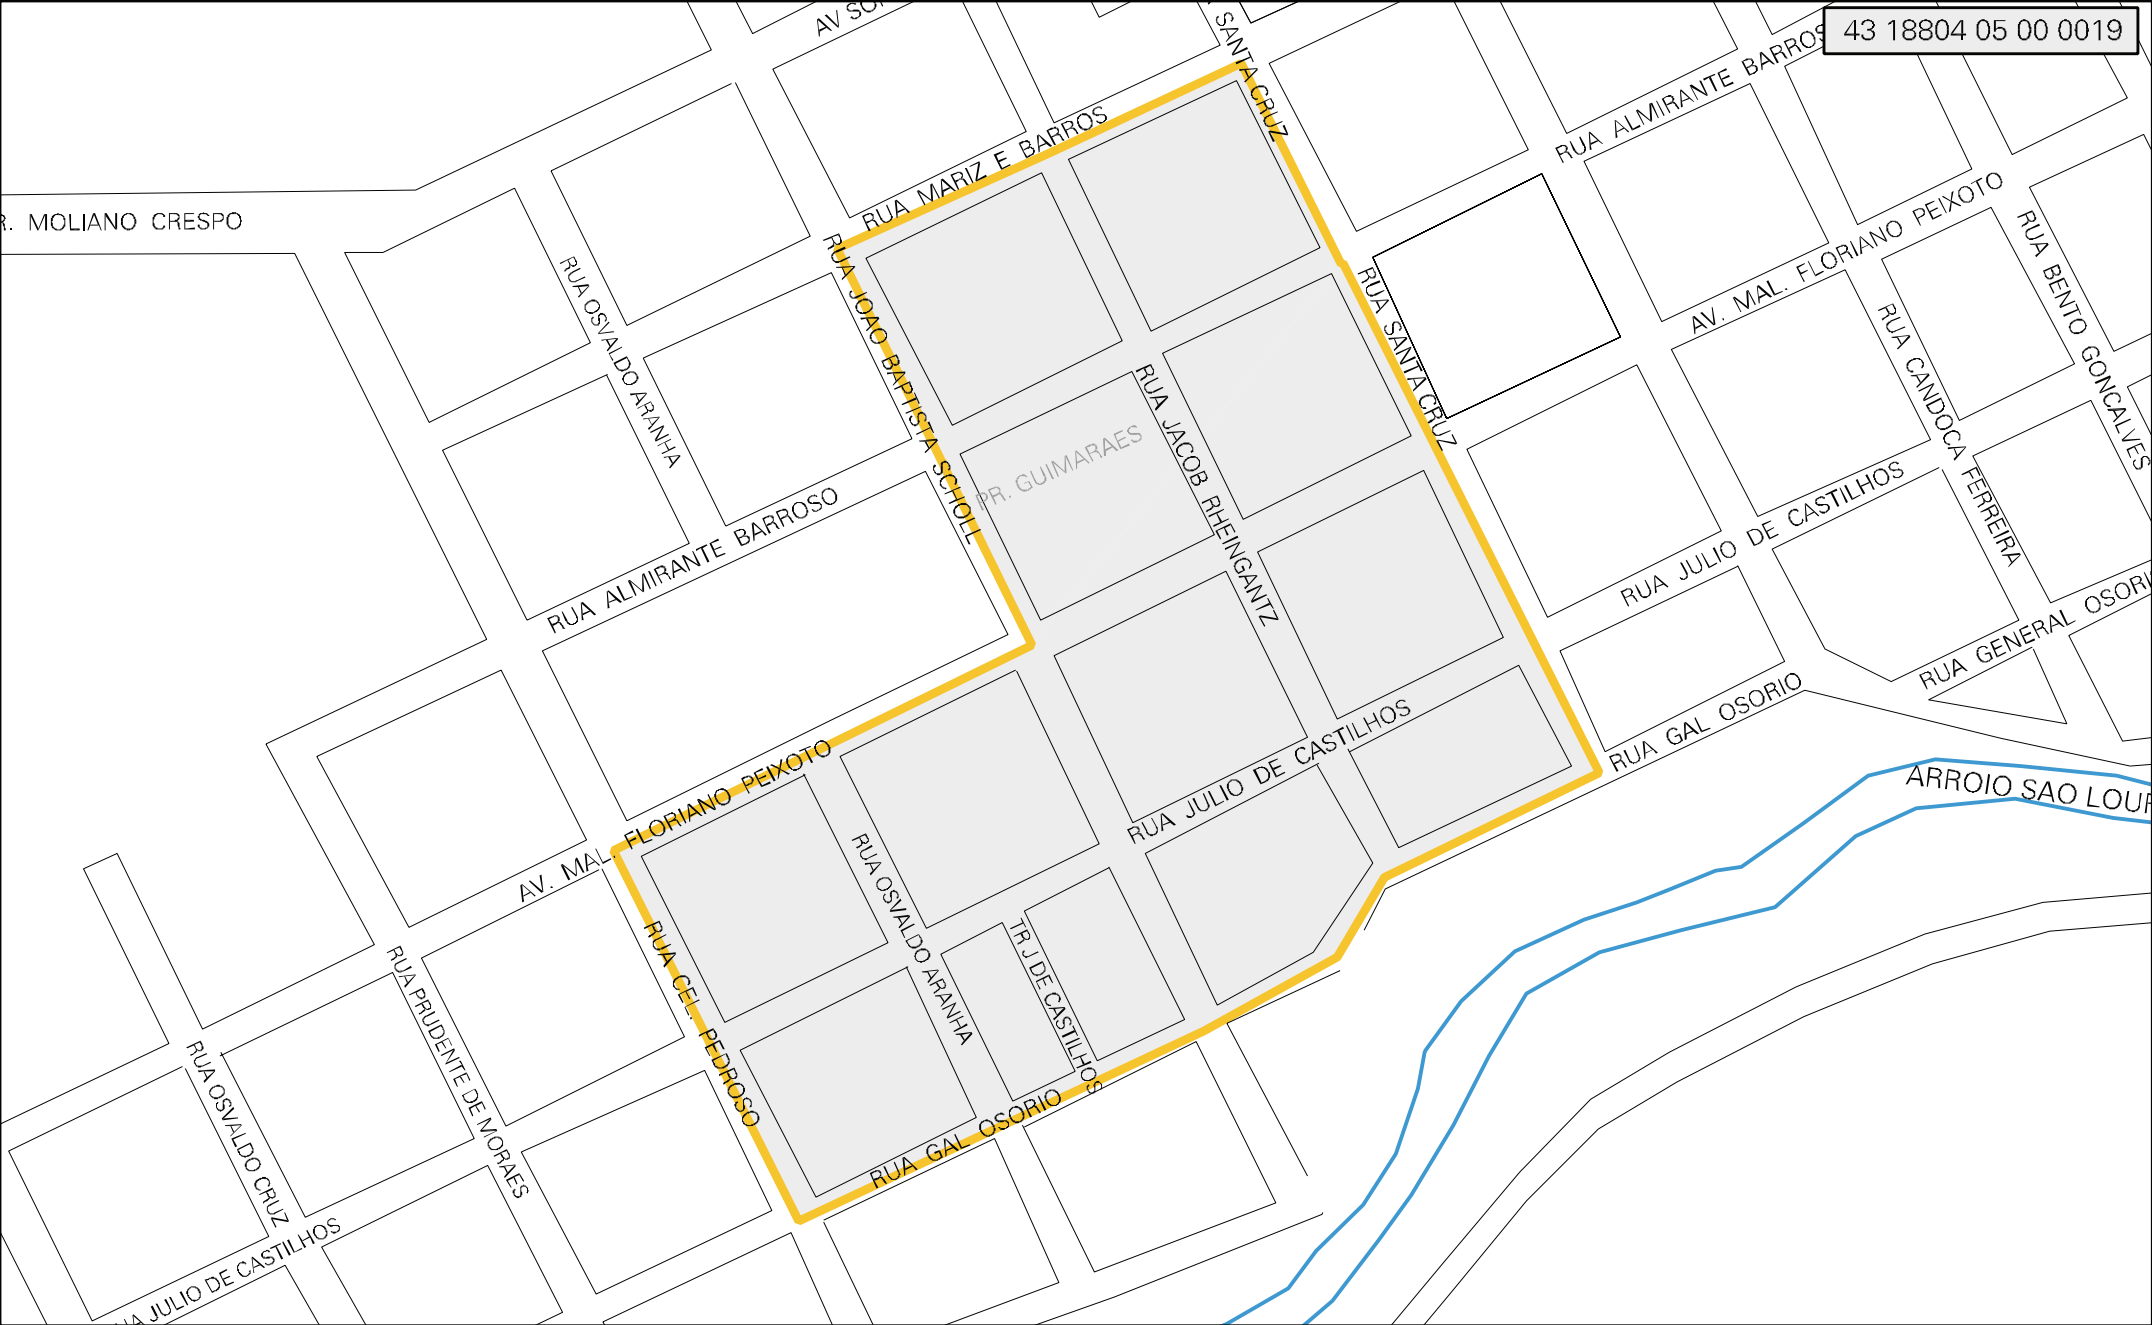 AV SO
SANTA CRUZ
43 18804 05 00 0019
RUA ALMIRANTE BARROS
RUA MARIZ E BARROS
R. MOLIANO CRESPO
AV. MAL. FLORIANO PEIXOTO
RUA BENTO GONCALVES
RUA OSVALDO ARANHA
RUA JOAO BAPTISTA SCHOLL
RUA SANTA CRUZ
RUA CANDOCA FERREIRA
RUA JACOB RHEINGANTZ
PR. GUIMARAES
RUA ALMIRANTE BARROSO
RUA JULIO DE CASTILHOS
RUA GENERAL OSORI
RUA GAL OSORIO
RUA JULIO DE CASTILHOS
ARROIO SAO LOUR
AV. MAL. FLORIANO PEIXOTO
RUA OSVALDO ARANHA
TR J DE CASTILHOS
RUA CEL. PEDROSO
RUA PRUDENTE DE MORAES
RUA OSVALDO CRUZ
RUA GAL OSORIO
UA JULIO DE CASTILHOS